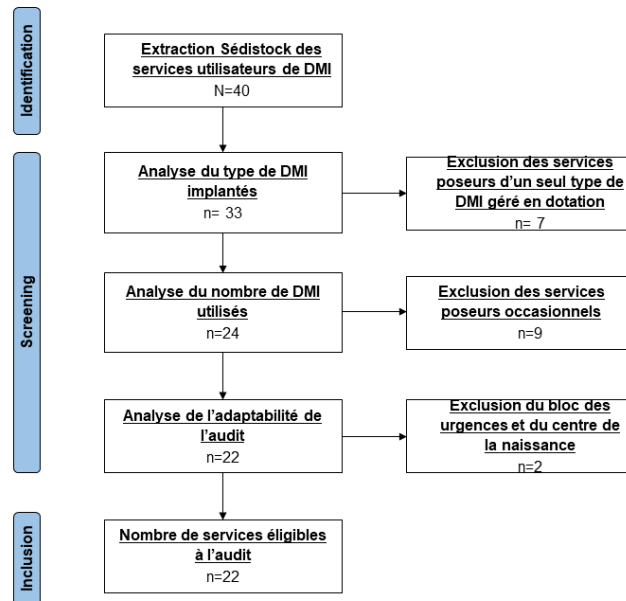 Identification
Extraction Sédistock des
services utilisateurs de DMI
N=40
Screening
Analyse du type de DMI
implantés
n= 33
Exclusion des services
poseurs d'un seul type de
DMI géré en dotation
n= 7
Analyse du nombre de DMI
utilisés
n=24
Exclusion des services
poseurs occasionnels
n=9
Analyse de l'adaptabilité de
l'audit
n=22
Exclusion du bloc des
urgences et du centre de
la naissance
n=2
Inclusion
Nombre de services éligibles
à l'audit
n=22